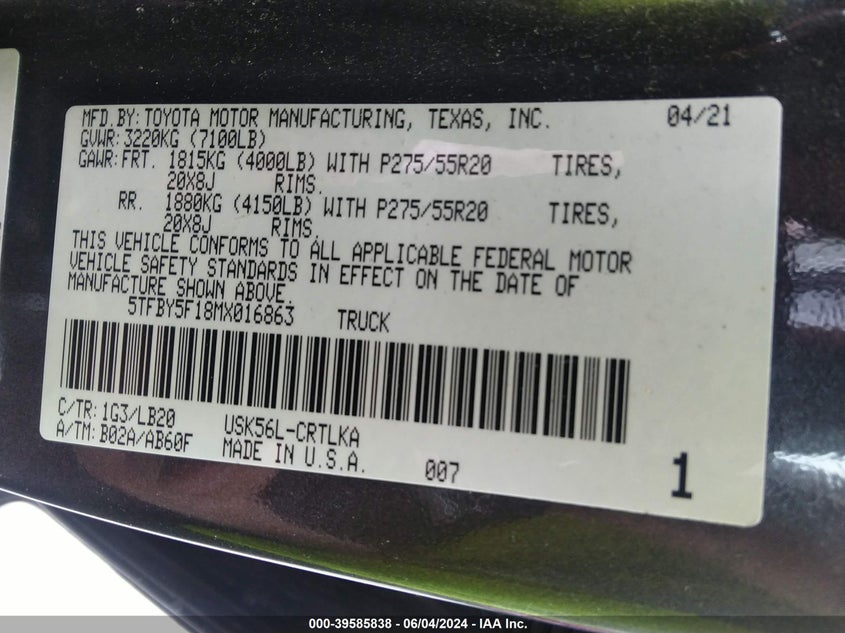 MFD.BY:TOYOTA MOTOR MANUFACTURING, TEXAS, INC. 04/21
GVWR:3220KG (7100LB)
GAWR:FRT. 1815KG (4000LB) WITH P275/55R20 TIRES,
20X8J RIMS.
RR. 1880KG (4150LB) WITH P275/55R20 TIRES,
20X8J RIMS.
THIS VEHICLE CONFORMS TO ALL APPLICABLE FEDERAL MOTOR
VEHICLE SAFETY STANDARDS IN EFFECT ON THE DATE OF
MANUFACTURE SHOWN ABOVE.
5TFBY5F18MX016863 TRUCK
C/TR:1G3/LB20 USK56L-CRTLKA
A/TM:B02A/AB60F MADE IN U.S.A. 007 1
000-39585838 - 06/04/2024 - IAA Inc.